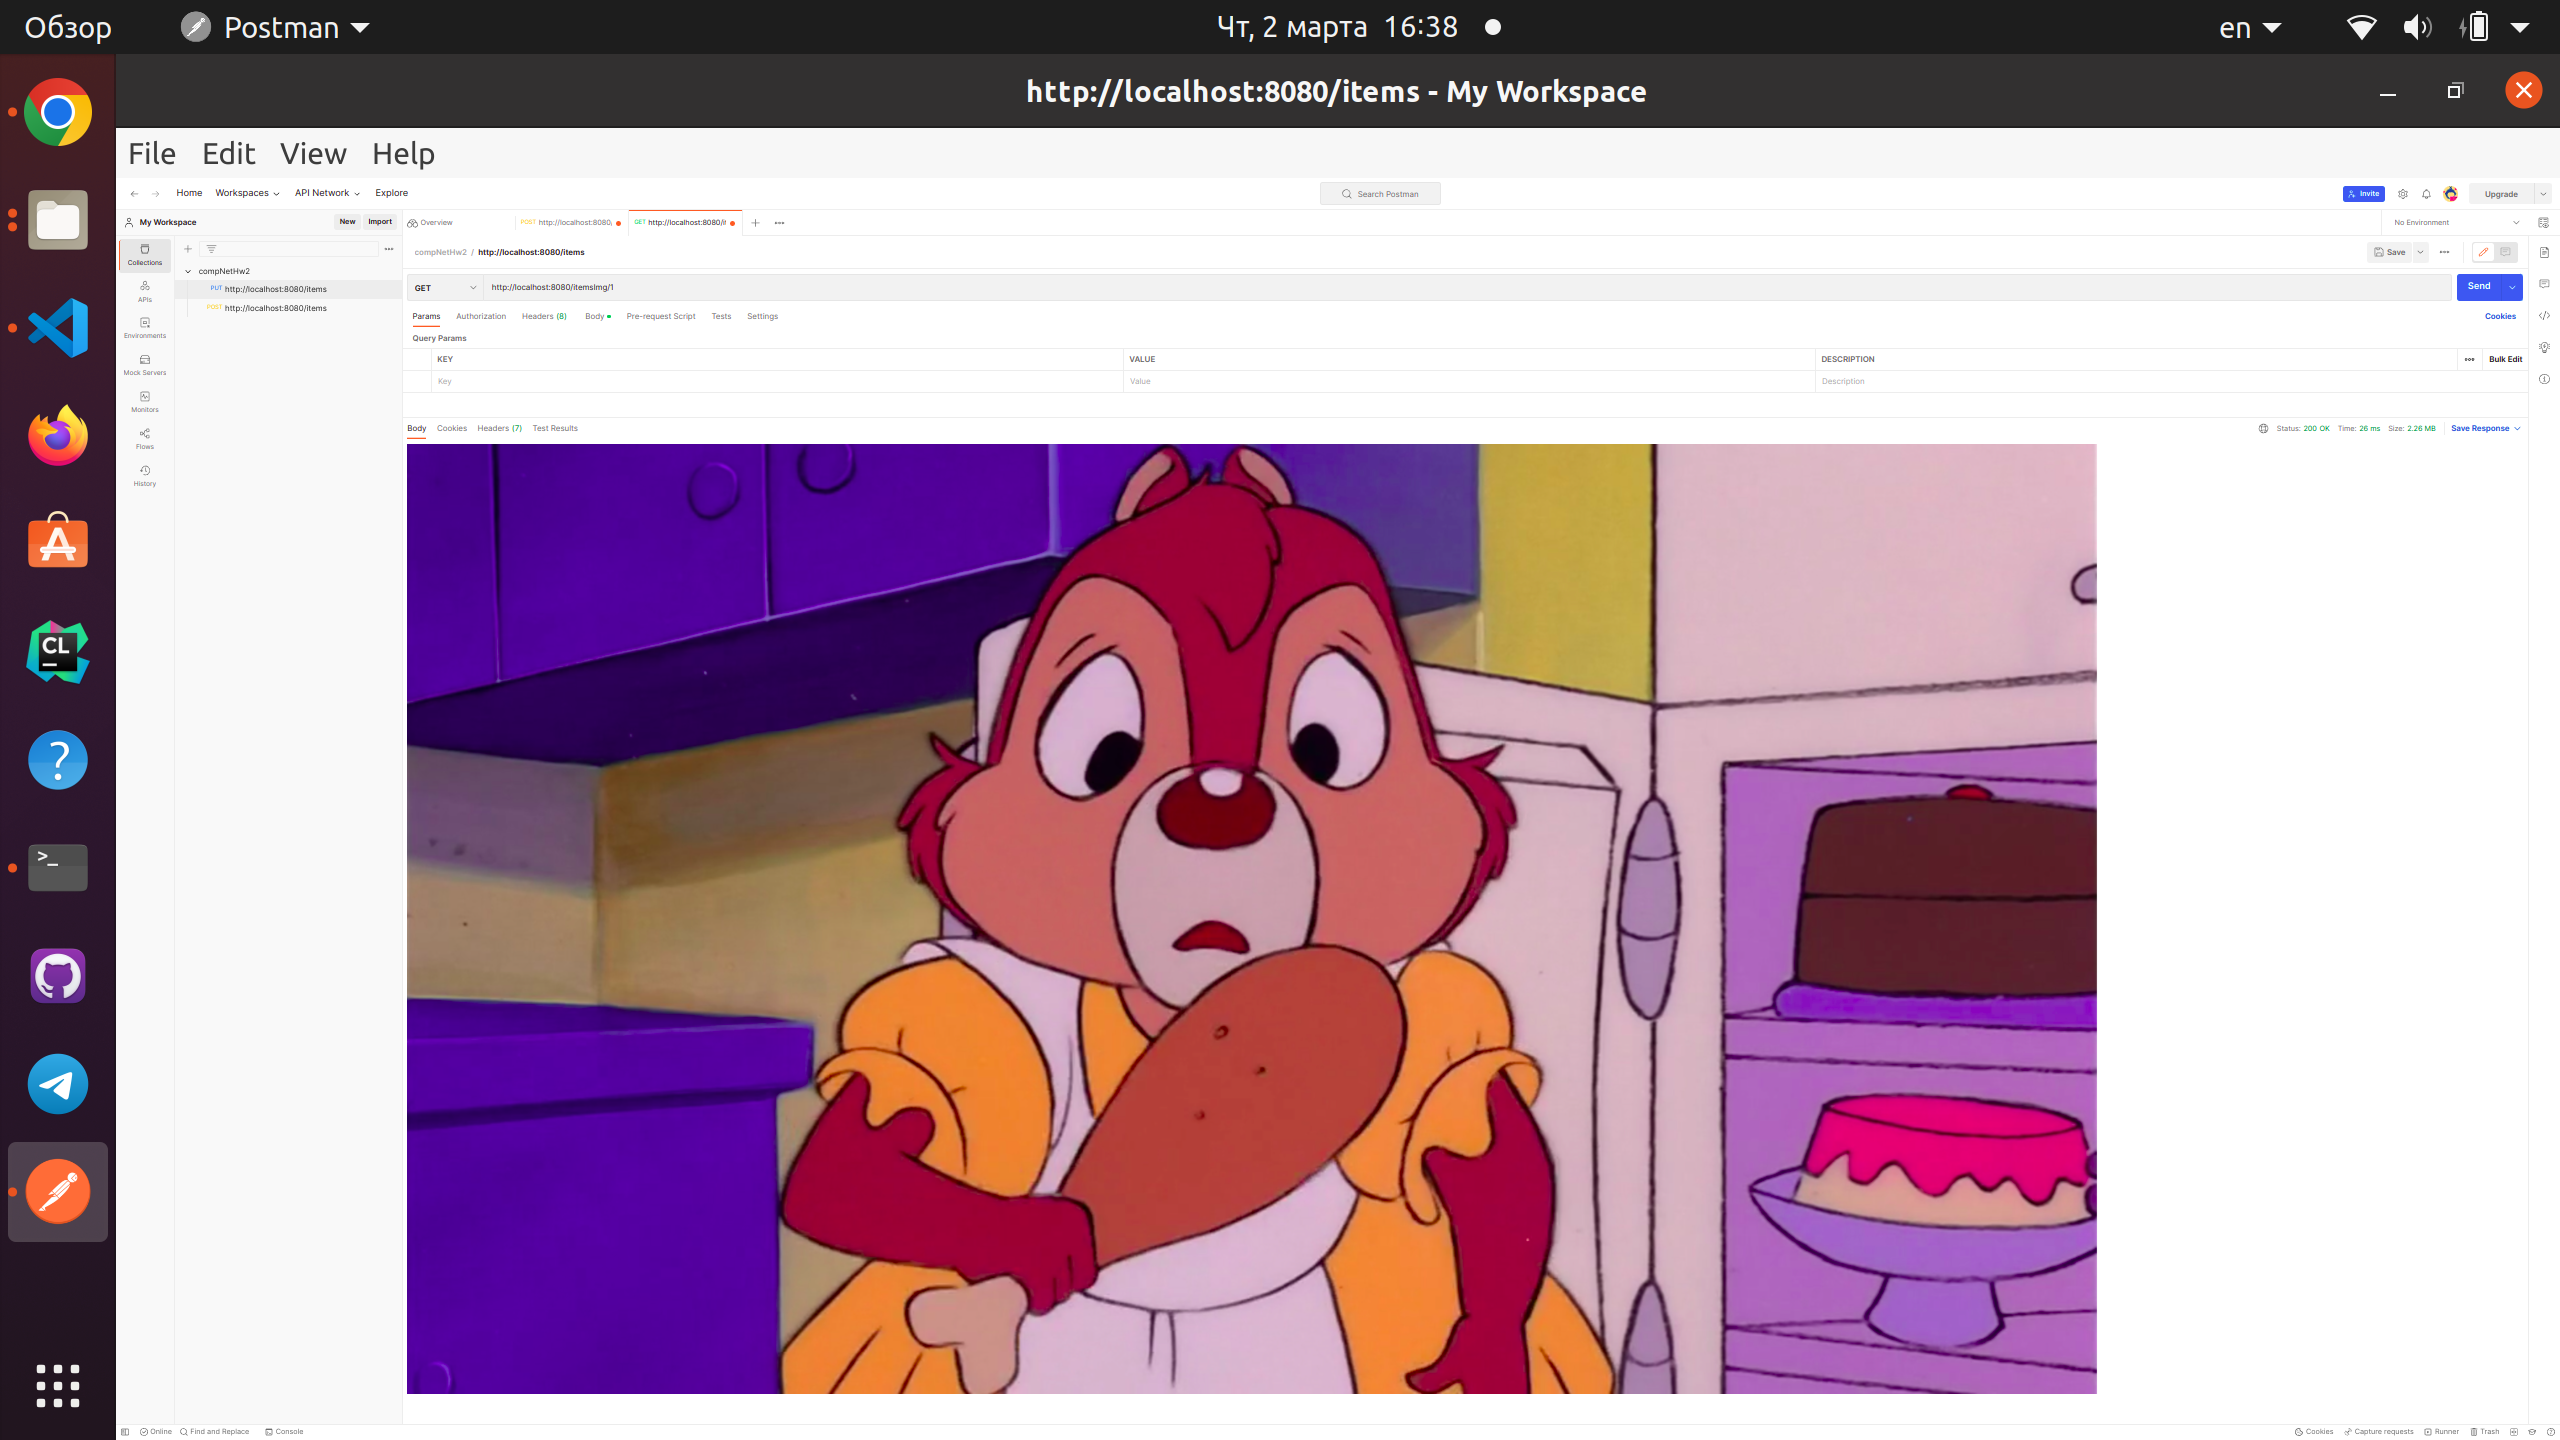 Обзор Postman Чт, 2 марта 16:38 en
http://localhost:8080/items - My Workspace
File Edit View Help
Home Workspaces API Network Explore Search Postman Invite Upgrade
My Workspace New Import Overview POST http://localhost:8080/ GET http://localhost:8080/it No Environment
Collections
compNetHw2 / http://localhost:8080/items Save
compNetHw2
PUT http://localhost:8080/items
POST http://localhost:8080/items
APIs
Environments
Mock Servers
Monitors
Flows
History
GET http://localhost:8080/itemsImg/1 Send
Params Authorization Headers (8) Body Pre-request Script Tests Settings Cookies
Query Params
KEY VALUE DESCRIPTION Bulk Edit
Key Value Description
Body Cookies Headers (7) Test Results Status: 200 OK Time: 26 ms Size: 2.26 MB Save Response
CL
Online Find and Replace Console Cookies Capture requests Runner Trash